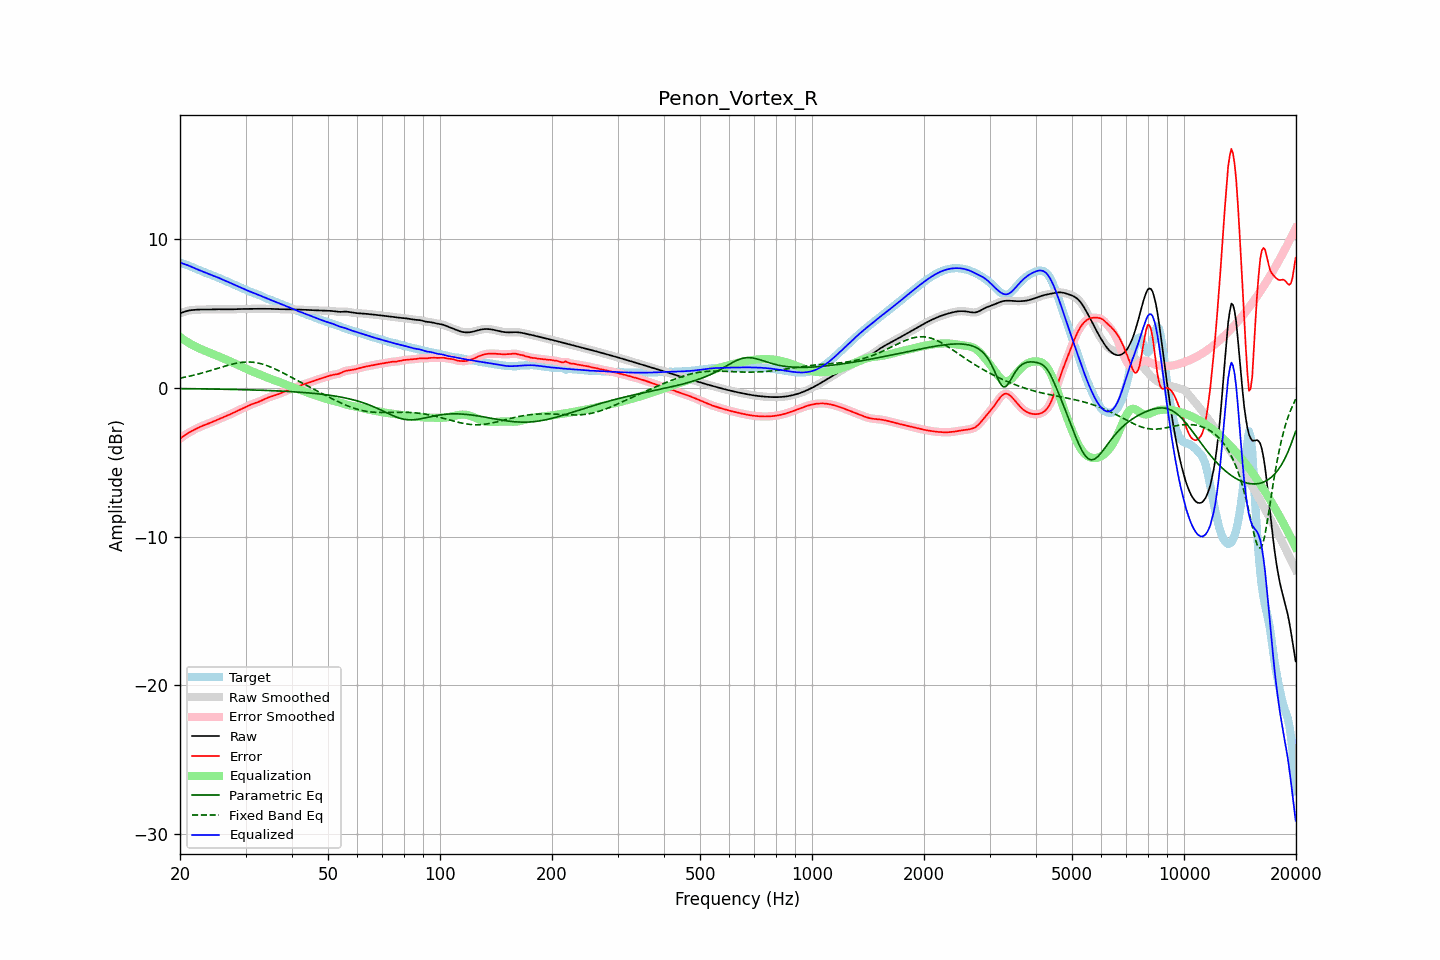 Penon_Vortex_R
Amplitude (dBr)
10
0
−10
−20
−30
Target
Raw Smoothed
Error Smoothed
Raw
Error
Equalization
Parametric Eq
Fixed Band Eq
Equalized
20 50 100 200 500 1000 2000 5000 10000 20000
Frequency (Hz)